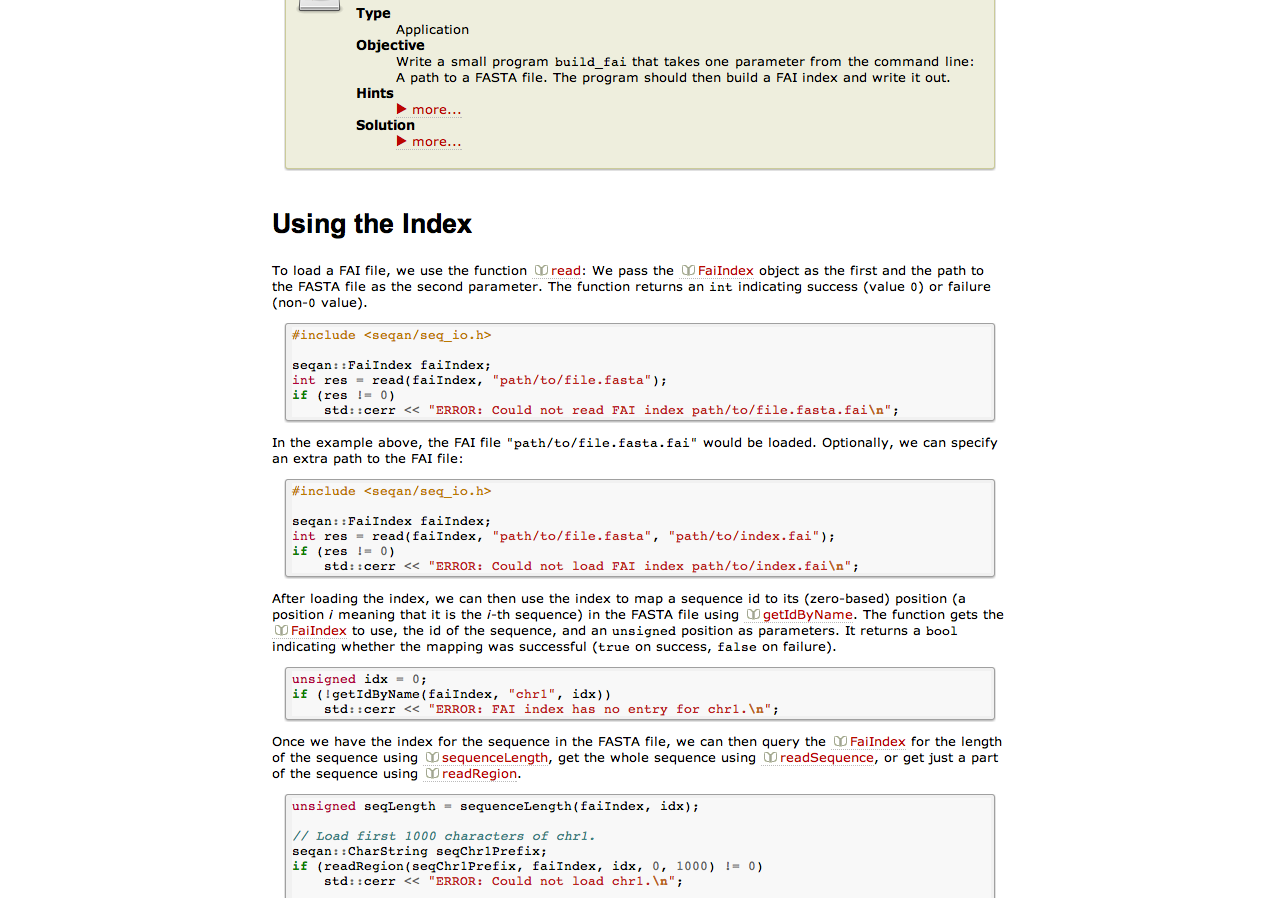 Type
Application
Objective
Write a small program build_fai that takes one parameter from the command line:
A path to a FASTA file. The program should then build a FAI index and write it out.
Hints
▶ more...
Solution
▶ more...
Using the Index
To load a FAI file, we use the function read: We pass the FaiIndex object as the first and the path to
the FASTA file as the second parameter. The function returns an int indicating success (value 0) or failure
(non-0 value).
#include <seqan/seq_io.h>
seqan::FaiIndex faiIndex;
int res = read(faiIndex, "path/to/file.fasta");
if (res != 0)
    std::cerr << "ERROR: Could not read FAI index path/to/file.fasta.fai\n";
In the example above, the FAI file "path/to/file.fasta.fai" would be loaded. Optionally, we can specify
an extra path to the FAI file:
#include <seqan/seq_io.h>
seqan::FaiIndex faiIndex;
int res = read(faiIndex, "path/to/file.fasta", "path/to/index.fai");
if (res != 0)
    std::cerr << "ERROR: Could not load FAI index path/to/index.fai\n";
After loading the index, we can then use the index to map a sequence id to its (zero-based) position (a
position i meaning that it is the i-th sequence) in the FASTA file using getIdByName. The function gets the
FaiIndex to use, the id of the sequence, and an unsigned position as parameters. It returns a bool
indicating whether the mapping was successful (true on success, false on failure).
unsigned idx = 0;
if (!getIdByName(faiIndex, "chr1", idx))
    std::cerr << "ERROR: FAI index has no entry for chr1.\n";
Once we have the index for the sequence in the FASTA file, we can then query the FaiIndex for the length
of the sequence using sequenceLength, get the whole sequence using readSequence, or get just a part
of the sequence using readRegion.
unsigned seqLength = sequenceLength(faiIndex, idx);
// Load first 1000 characters of chr1.
seqan::CharString seqChr1Prefix;
if (readRegion(seqChr1Prefix, faiIndex, idx, 0, 1000) != 0)
    std::cerr << "ERROR: Could not load chr1.\n";